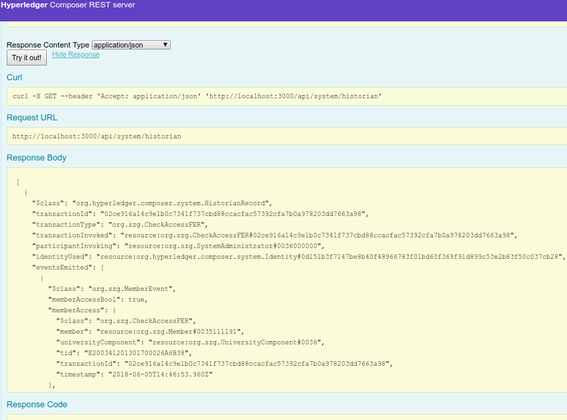 Hyperledger Composer REST server
Response Content Type application/json
Try it out! Hide Response
Curl
curl -X GET --header 'Accept: application/json' 'http://localhost:3000/api/system/historian'
Request URL
http://localhost:3000/api/system/historian
Response Body
[
{
"$class": "org.hyperledger.composer.system.HistorianRecord",
"transactionId": "02ce916a14c9e1b0c7341f737cbd88ccacfac57392cfa7b0a978203dd7663a98",
"transactionType": "org.szg.CheckAccessFER",
"transactionInvoked": "resource:org.szg.CheckAccessFER#02ce916a14c9e1b0c7341f737cbd88ccacfac57392cfa7b0a978203dd7663a98",
"participantInvoking": "resource:org.szg.SystemAdministrator#0036000000",
"identityUsed": "resource:org.hyperledger.composer.system.Identity#0d151b3f7147be8b40f48966783f01bd60f369f91d899c53e2b83f50c037cb28",
"eventsEmitted": [
{
"$class": "org.szg.MemberEvent",
"memberAccessBool": true,
"memberAccess": {
"$class": "org.szg.CheckAccessFER",
"member": "resource:org.szg.Member#0035111191",
"universityComponent": "resource:org.szg.UniversityComponent#0036",
"tid": "E200341201301700026A6B38",
"transactionId": "02ce916a14c9e1b0c7341f737cbd88ccacfac57392cfa7b0a978203dd7663a98",
"timestamp": "2018-06-05T14:46:53.960Z"
},
Response Code